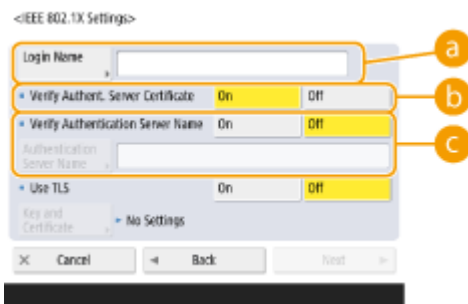 <IEEE 802.1X Settings>
Login Name
a
Verify Authent. Server Certificate On Off
b
Verify Authentication Server Name On Off
Authentication
Server Name
c
Use TLS On Off
Key and
Certificate
No Settings
Cancel Back Next